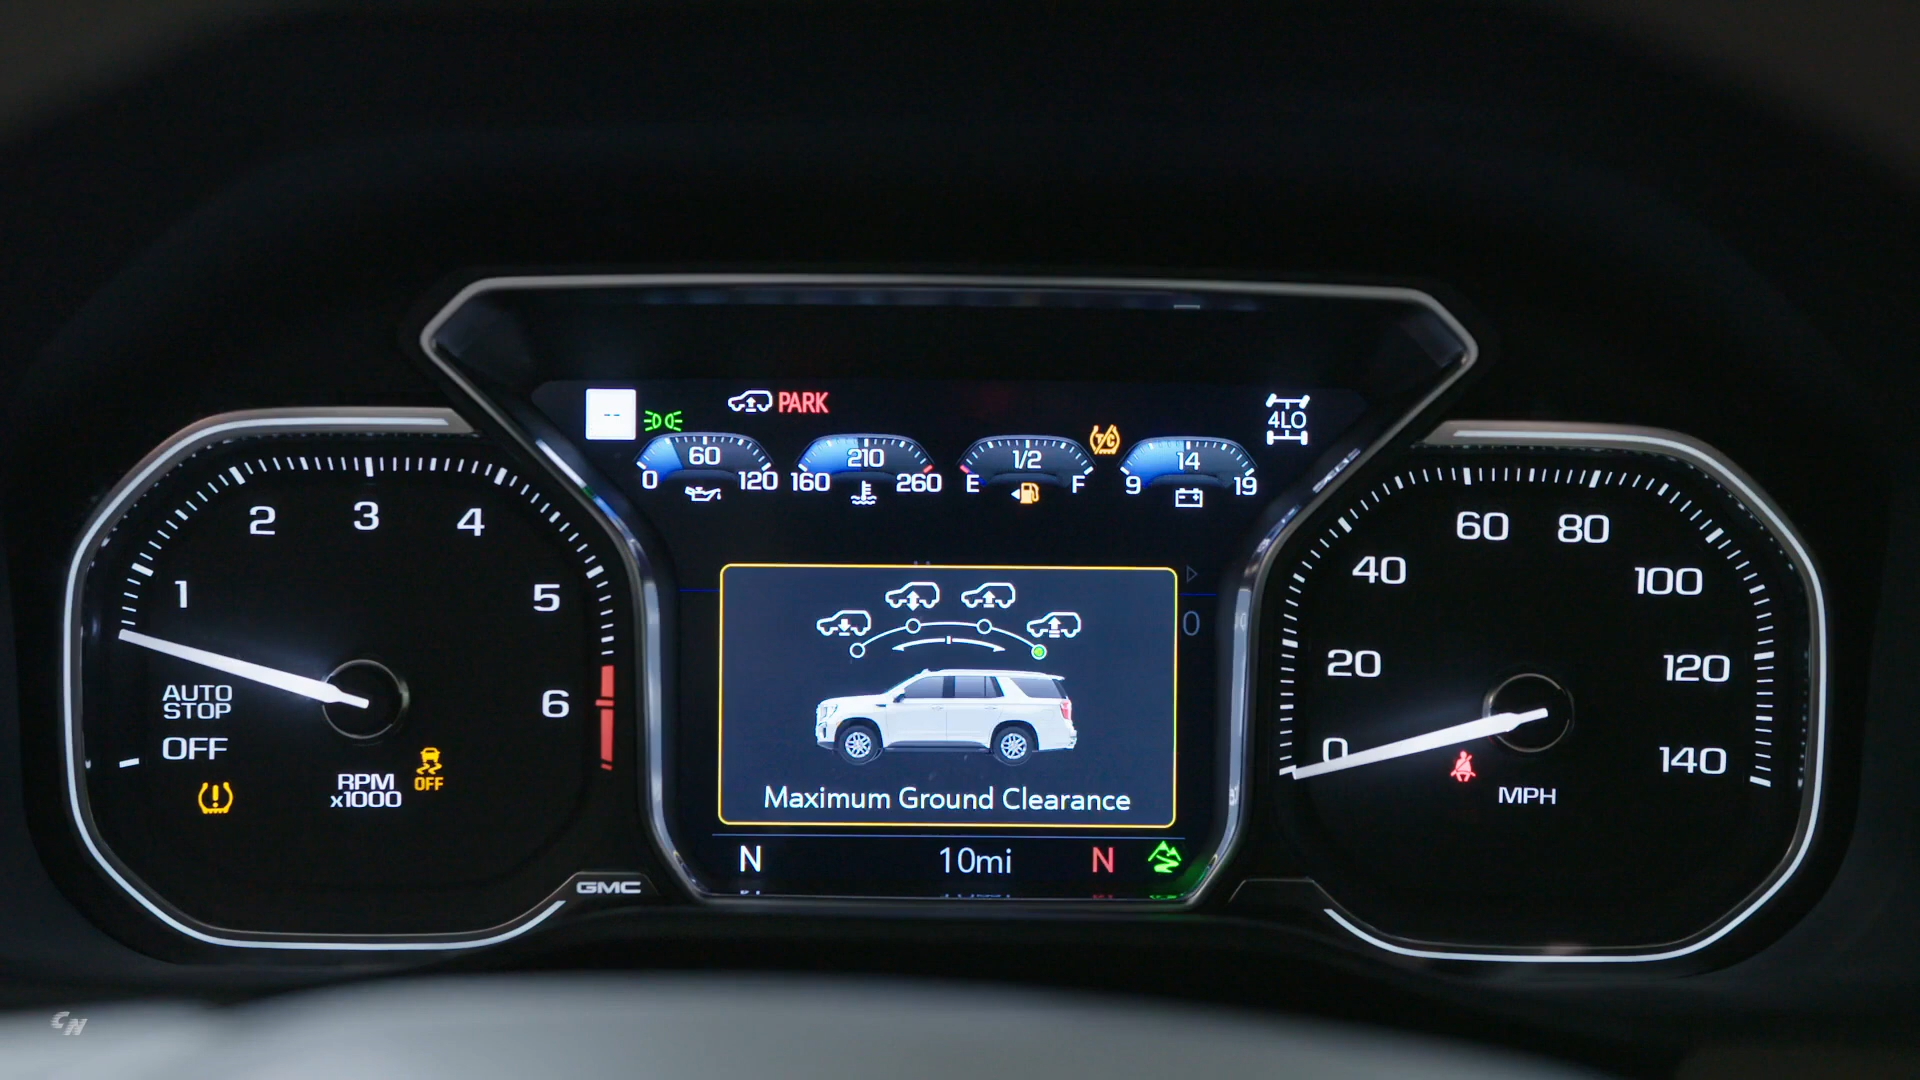 --
PARK
4LO
60
0
120
210
160
260
1/2
E
F
T/C
14
9
19
1
2
3
4
5
6
AUTO
STOP
OFF
RPM
x1000
OFF
GMC
Maximum Ground Clearance
0
N
10mi
N
0
20
40
60
80
100
120
140
MPH
CN